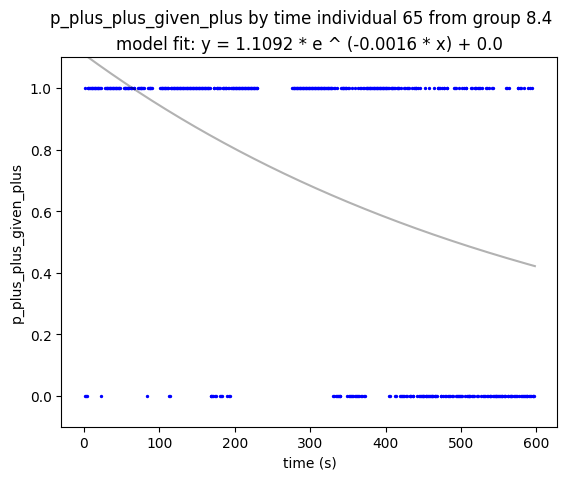 p_plus_plus_given_plus by time individual 65 from group 8.4
model fit: y = 1.1092 * e ^ (-0.0016 * x) + 0.0
p_plus_plus_given_plus
1.0
0.8
0.6
0.4
0.2
0.0
0 100 200 300 400 500 600
time (s)